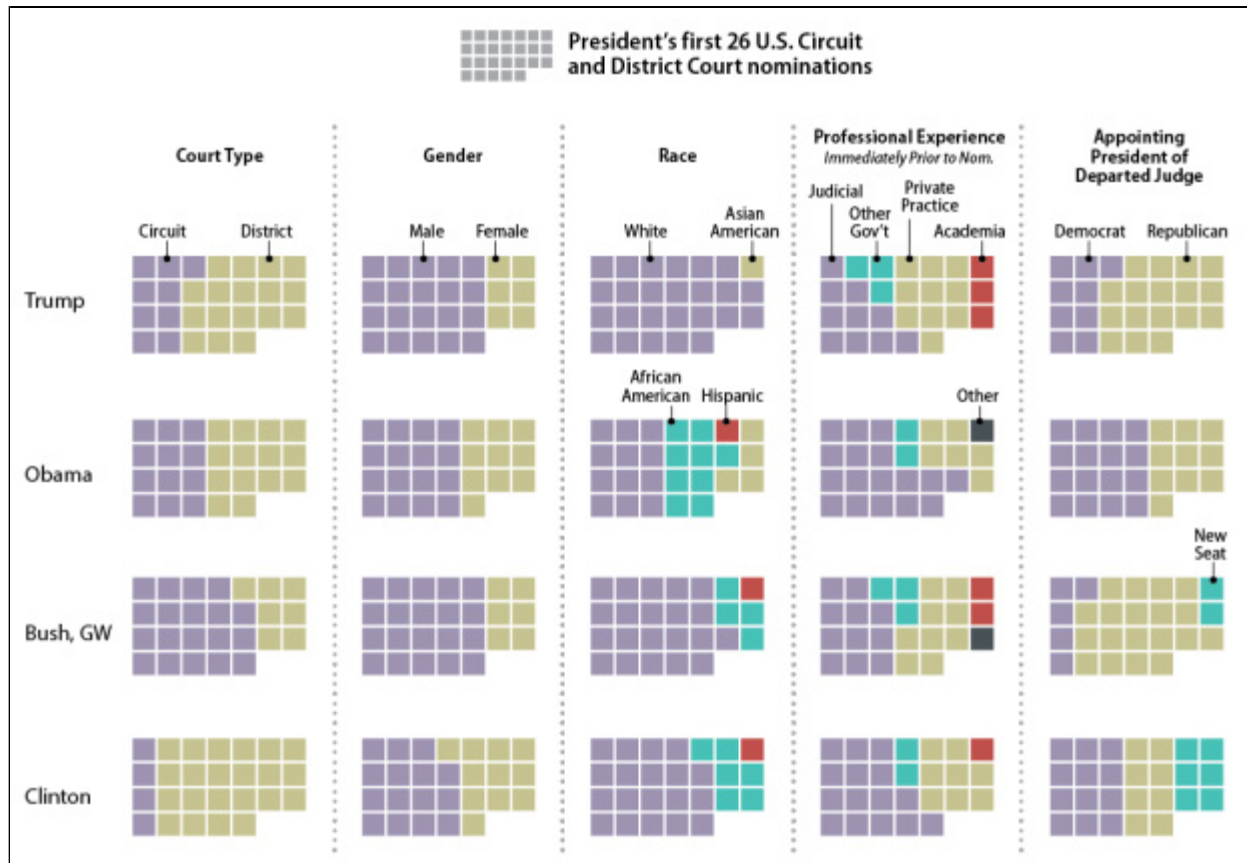 President's first 26 U.S. Circuit
and District Court nominations
Court Type
Gender
Race
Professional Experience
Immediately Prior to Nom.
Appointing
President of
Departed Judge
Circuit
District
Male
Female
White
Asian
American
Judicial
Other
Gov't
Private
Practice
Academia
Democrat
Republican
Trump
African
American
Hispanic
Other
Obama
New
Seat
Bush, GW
Clinton